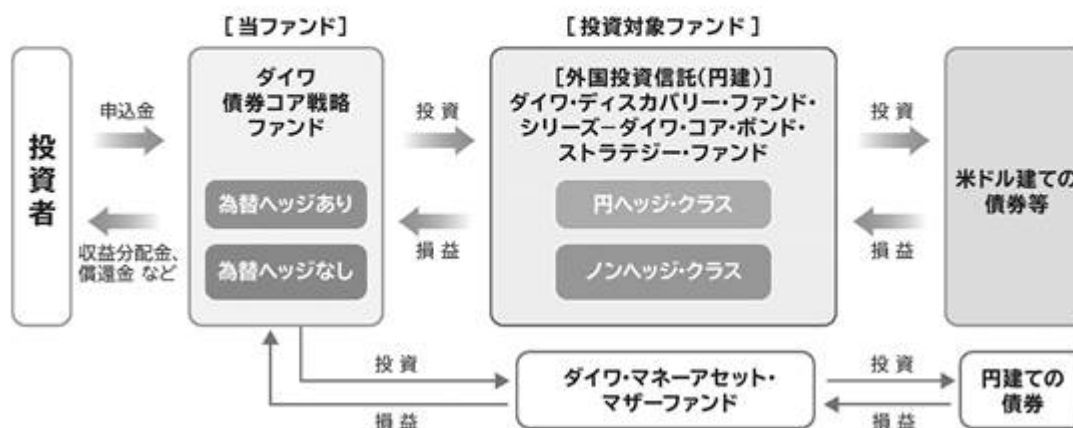 [当ファンド]
[投資対象ファンド]
投資者
申込金
収益分配金、
償還金 など
ダイワ
債券コア戦略
ファンド
為替ヘッジあり
為替ヘッジなし
投 資
損 益
[外国投資信託(円建)]
ダイワ・ディスカバリー・ファンド・
シリーズーダイワ・コア・ボンド・
ストラテジー・ファンド
円ヘッジ・クラス
ノンヘッジ・クラス
投 資
損 益
米ドル建ての
債券等
投 資
損 益
ダイワ・マネーアセット・
マザーファンド
投 資
損 益
円建ての
債券